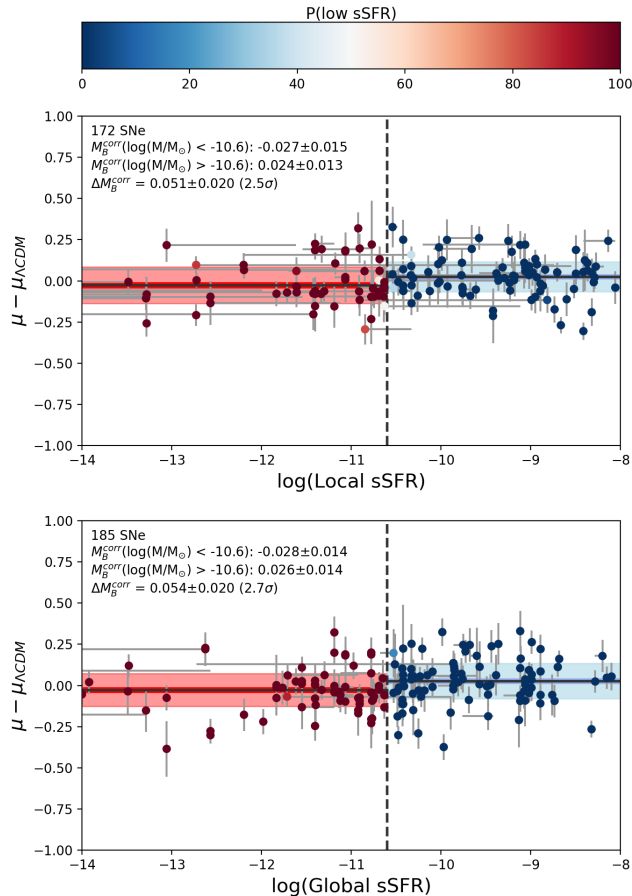 P(low sSFR)
0 20 40 60 80 100
172 SNe
M_B^{corr}(log(M/M_☉) < -10.6): -0.027±0.015
M_B^{corr}(log(M/M_☉) > -10.6): 0.024±0.013
ΔM_B^{corr} = 0.051±0.020 (2.5σ)
1.00
0.75
0.50
0.25
0.00
−0.25
−0.50
−0.75
−1.00
μ − μ_{ΛCDM}
−14 −13 −12 −11 −10 −9 −8
log(Local sSFR)
185 SNe
M_B^{corr}(log(M/M_☉) < -10.6): -0.028±0.014
M_B^{corr}(log(M/M_☉) > -10.6): 0.026±0.014
ΔM_B^{corr} = 0.054±0.020 (2.7σ)
1.00
0.75
0.50
0.25
0.00
−0.25
−0.50
−0.75
−1.00
μ − μ_{ΛCDM}
−14 −13 −12 −11 −10 −9 −8
log(Global sSFR)